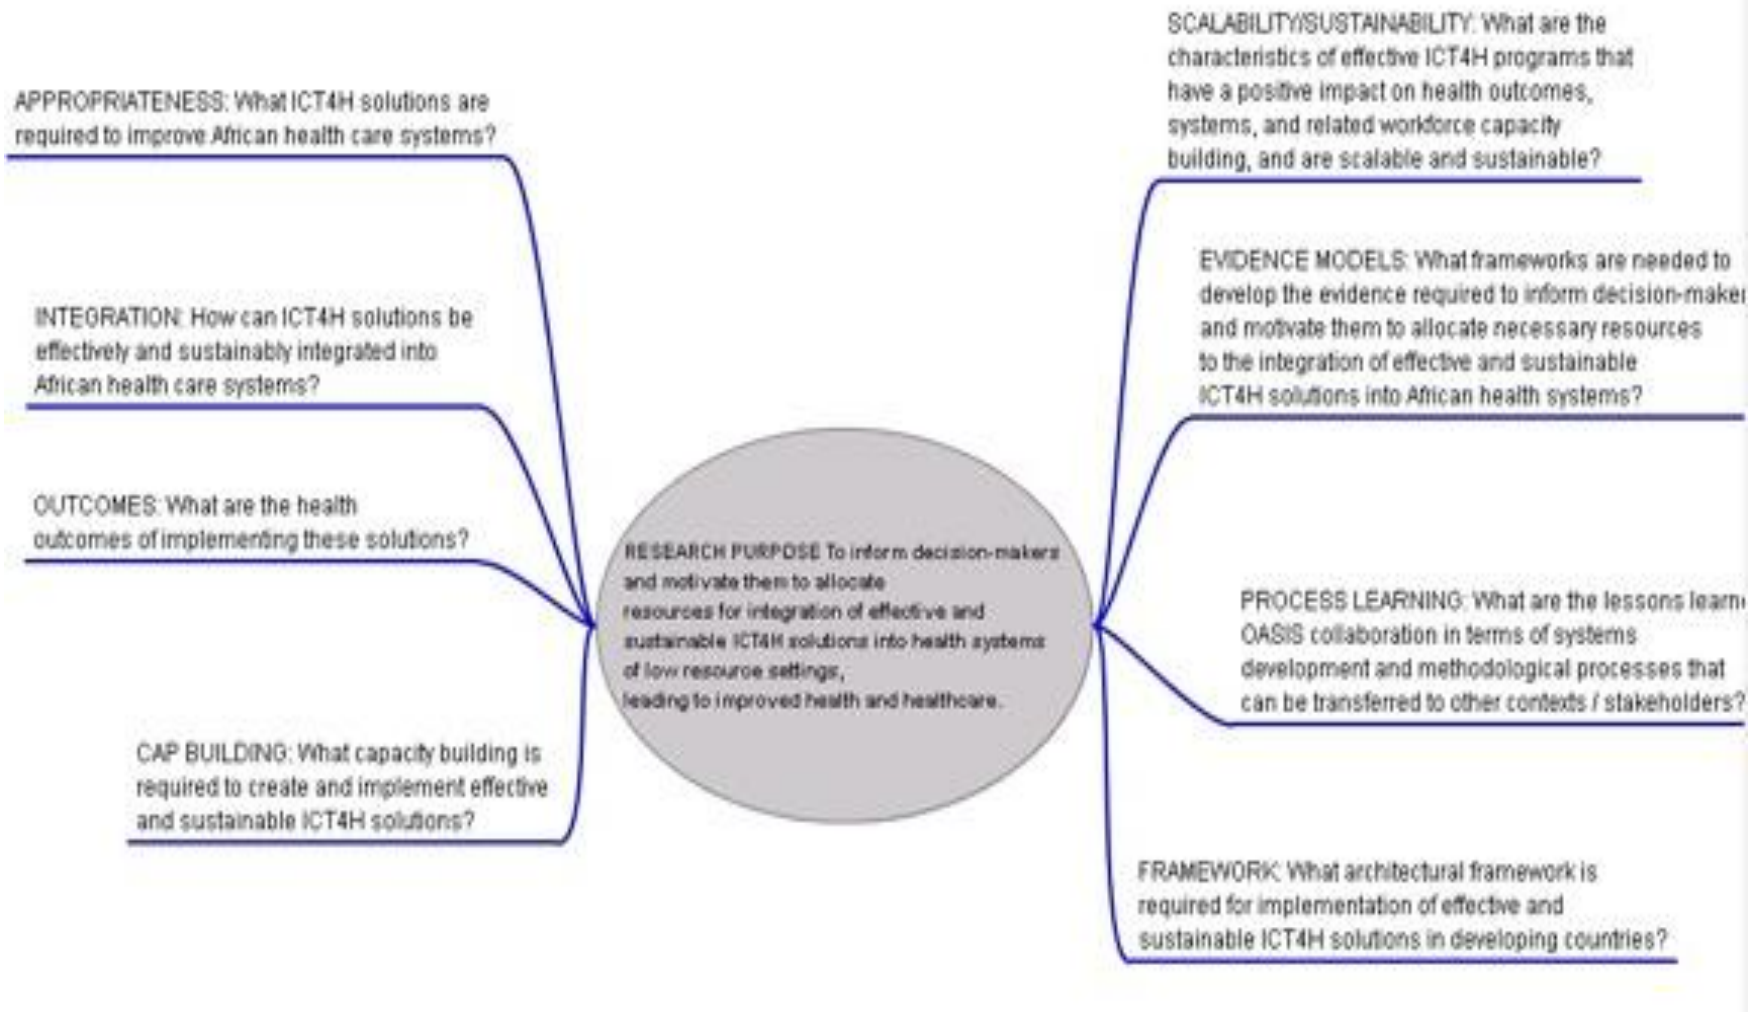 APPROPRIATENESS: What ICT4H solutions are
required to improve African health care systems?
INTEGRATION: How can ICT4H solutions be
effectively and sustainably integrated into
African health care systems?
OUTCOMES: What are the health
outcomes of implementing these solutions?
CAP BUILDING: What capacity building is
required to create and implement effective
and sustainable ICT4H solutions?
RESEARCH PURPOSE To inform decision-makers
and motivate them to allocate
resources for integration of effective and
sustainable ICT4H solutions into health systems
of low resource settings,
leading to improved health and healthcare.
SCALABILITY/SUSTAINABILITY: What are the
characteristics of effective ICT4H programs that
have a positive impact on health outcomes,
systems, and related workforce capacity
building, and are scalable and sustainable?
EVIDENCE MODELS: What frameworks are needed to
develop the evidence required to inform decision-maker
and motivate them to allocate necessary resources
to the integration of effective and sustainable
ICT4H solutions into African health systems?
PROCESS LEARNING: What are the lessons learn
OASIS collaboration in terms of systems
development and methodological processes that
can be transferred to other contexts / stakeholders?
FRAMEWORK: What architectural framework is
required for implementation of effective and
sustainable ICT4H solutions in developing countries?